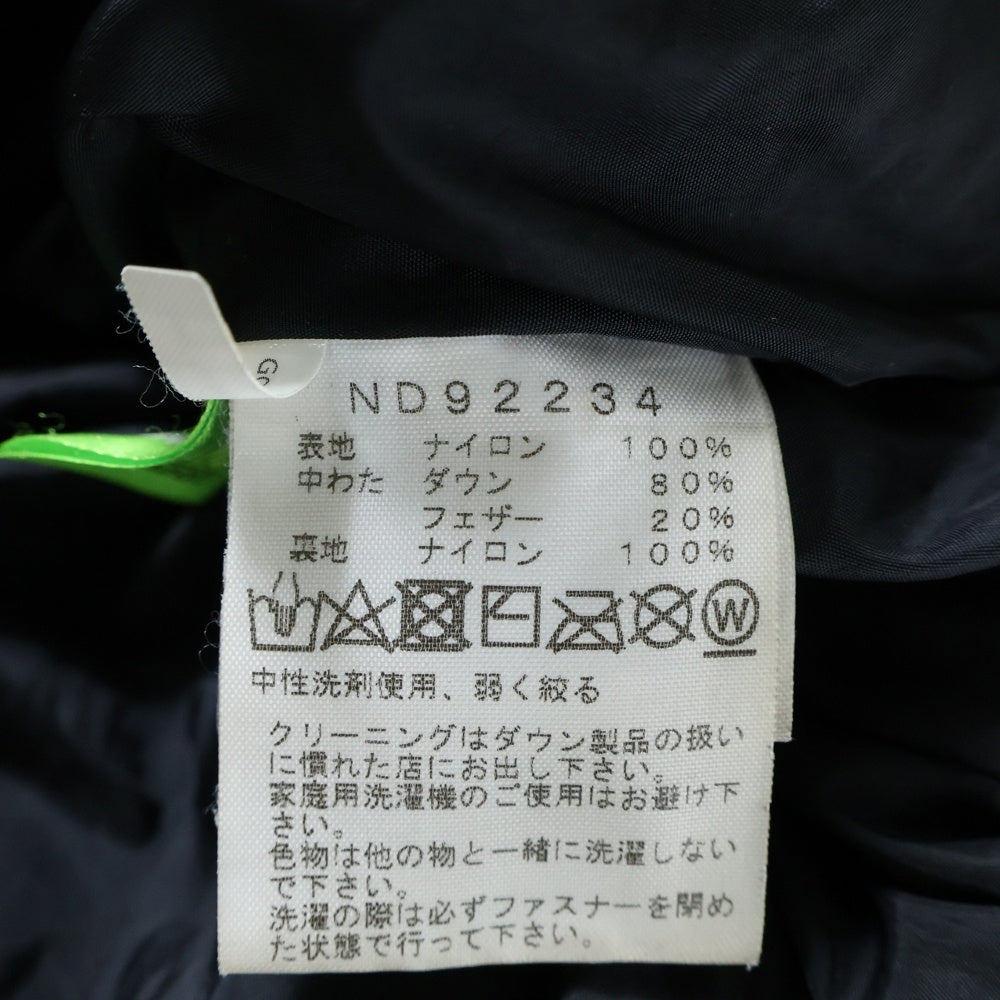 Go
ND92234
表地 ナイロン 100%
中わた ダウン 80%
フェザー 20%
裏地 ナイロン 100%
W
中性洗剤使用、弱く絞る
クリーニングはダウン製品の扱い
に慣れた店にお出し下さい。
家庭用洗濯機のご使用はお避け下
さい。
色物は他の物と一緒に洗濯しない
で下さい。
洗濯の際は必ずファスナーを閉め
た状態で行って下さい。